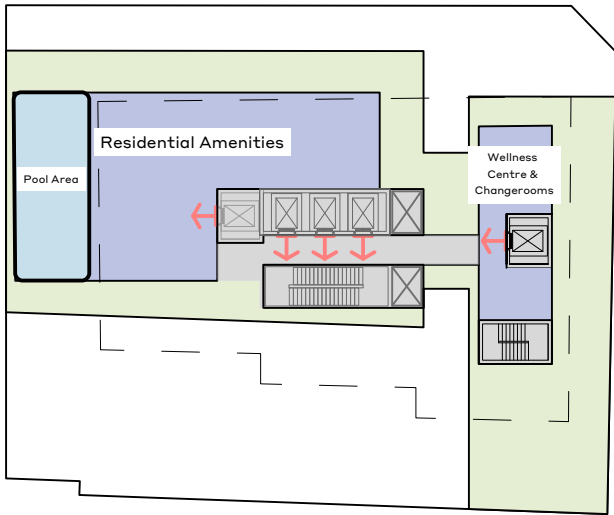 Residential Amenities
Pool Area
Wellness
Centre &
Changerooms